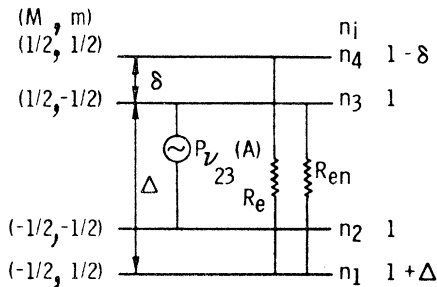 (M, m) n_i
(1/2, 1/2) n_4 1 - δ
δ
(1/2, -1/2) n_3 1
P_ν_23 (A)
Δ R_e R_en
(-1/2, -1/2) n_2 1
(-1/2, 1/2) n_1 1 + Δ